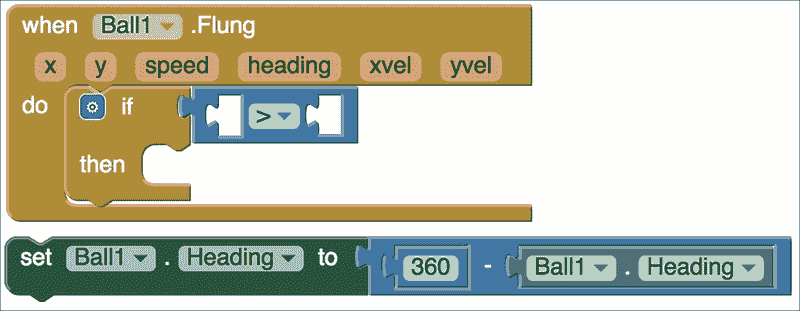 when Ball1 .Flung
x y speed heading xvel yvel
do if >
then
set Ball1 . Heading to 360 - Ball1 . Heading